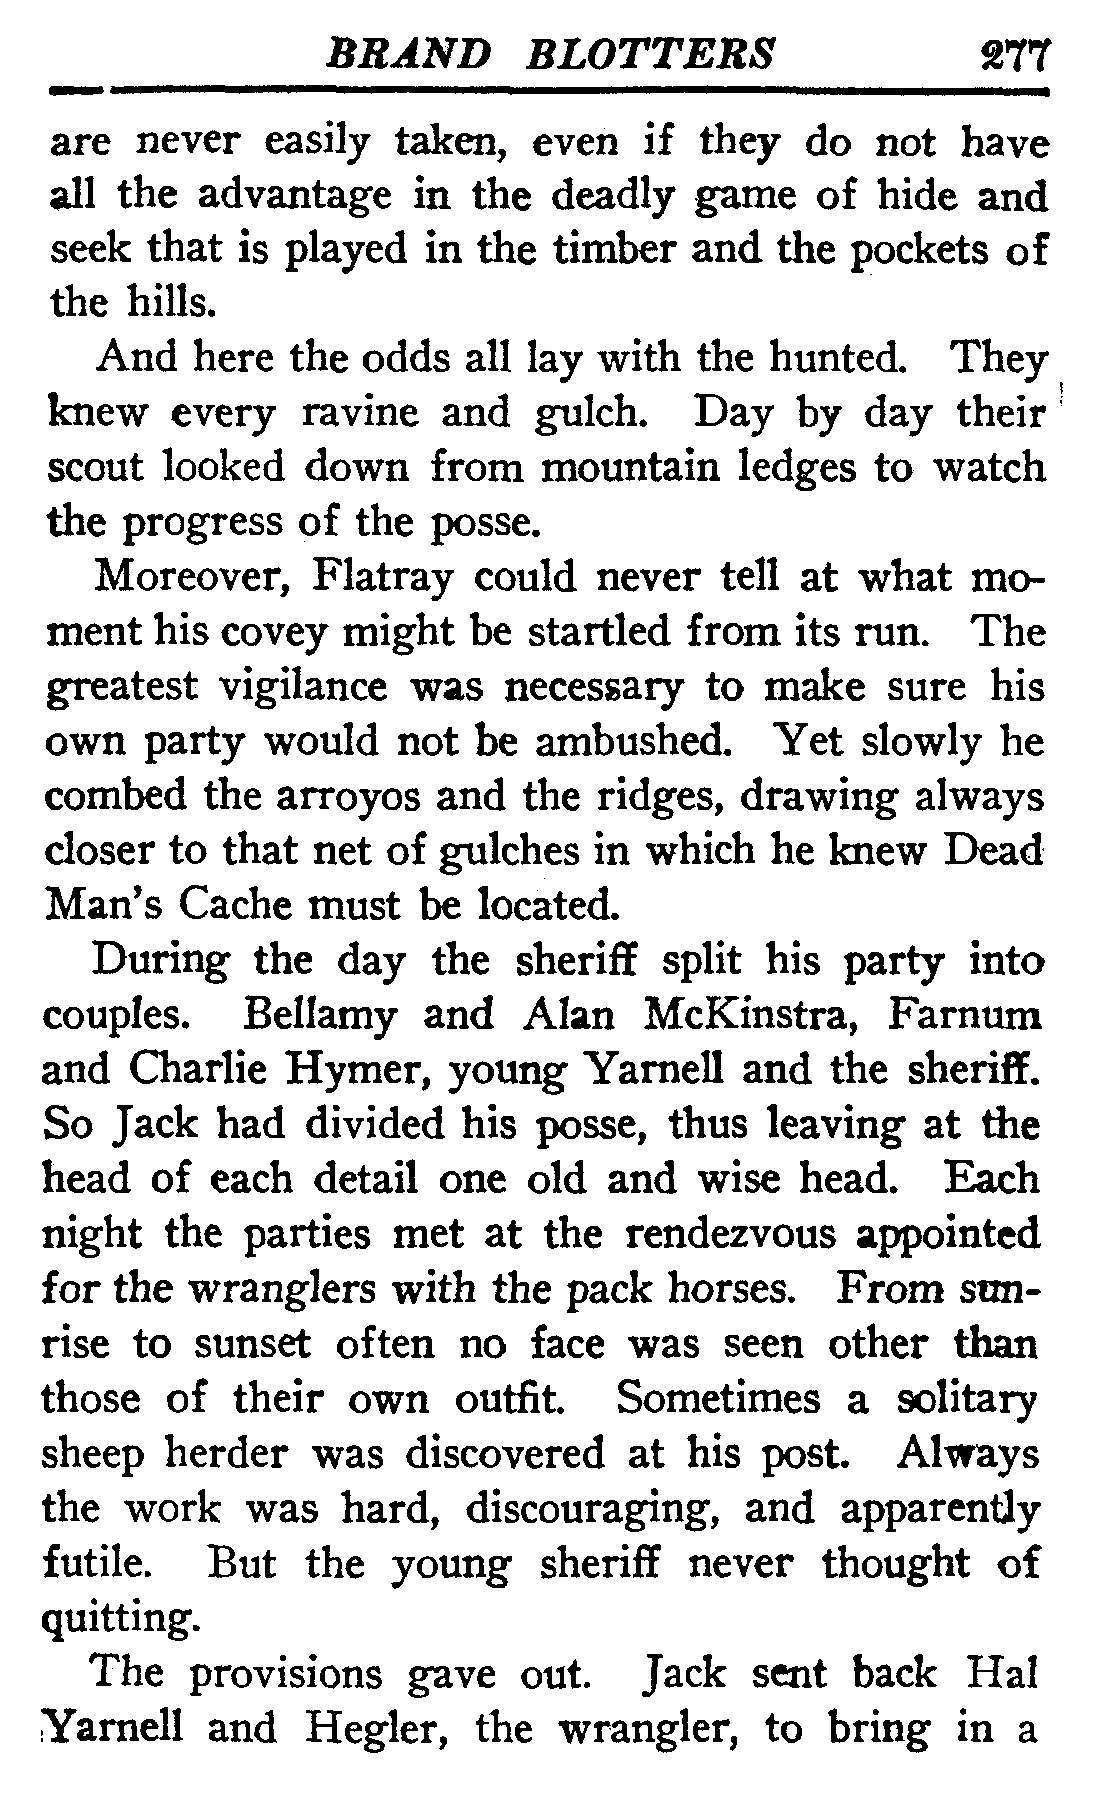 BRAND BLOTTERS 277
are never easily taken, even if they do not have
all the advantage in the deadly game of hide and
seek that is played in the timber and the pockets of
the hills.
And here the odds all lay with the hunted. They
knew every ravine and gulch. Day by day their
scout looked down from mountain ledges to watch
the progress of the posse.
Moreover, Flatray could never tell at what mo-
ment his covey might be startled from its run. The
greatest vigilance was necessary to make sure his
own party would not be ambushed. Yet slowly he
combed the arroyos and the ridges, drawing always
closer to that net of gulches in which he knew Dead
Man's Cache must be located.
During the day the sheriff split his party into
couples. Bellamy and Alan McKinstra, Farnum
and Charlie Hymer, young Yarnell and the sheriff.
So Jack had divided his posse, thus leaving at the
head of each detail one old and wise head. Each
night the parties met at the rendezvous appointed
for the wranglers with the pack horses. From sun-
rise to sunset often no face was seen other than
those of their own outfit. Sometimes a solitary
sheep herder was discovered at his post. Always
the work was hard, discouraging, and apparently
futile. But the young sheriff never thought of
quitting.
The provisions gave out. Jack sent back Hal
Yarnell and Hegler, the wrangler, to bring in a